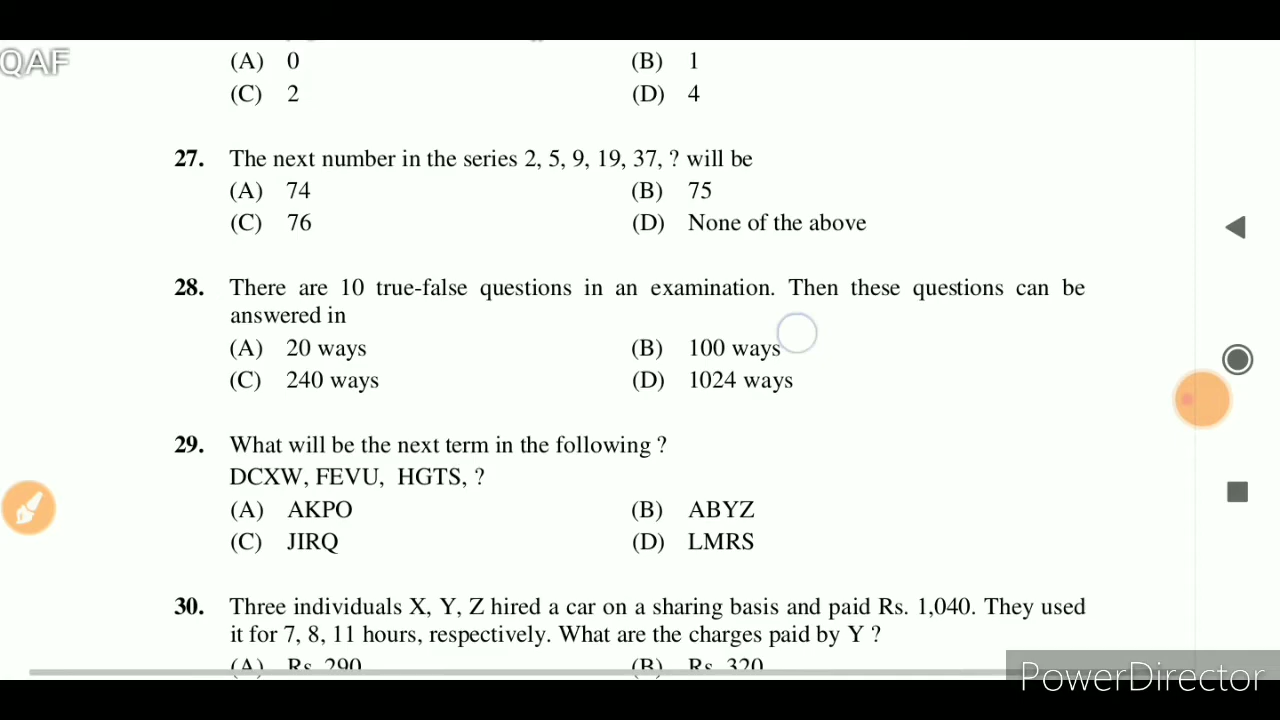 QAF
(A) 0 (B) 1
(C) 2 (D) 4
27. The next number in the series 2, 5, 9, 19, 37, ? will be
(A) 74 (B) 75
(C) 76 (D) None of the above
28. There are 10 true-false questions in an examination. Then these questions can be
answered in
(A) 20 ways (B) 100 ways
(C) 240 ways (D) 1024 ways
29. What will be the next term in the following ?
DCXW, FEVU, HGTS, ?
(A) AKPO (B) ABYZ
(C) JIRQ (D) LMRS
30. Three individuals X, Y, Z hired a car on a sharing basis and paid Rs. 1,040. They used
it for 7, 8, 11 hours, respectively. What are the charges paid by Y ?
(A) Rs. 290 (B) Rs. 320
PowerDirector